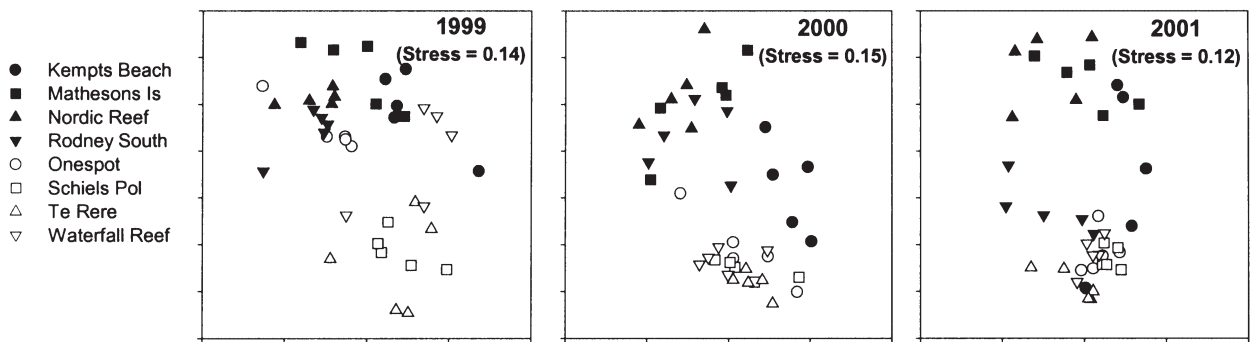 Kempts Beach
Mathesons Is
Nordic Reef
Rodney South
Onespot
Schiels Pol
Te Rere
Waterfall Reef
1999
(Stress = 0.14)
2000
(Stress = 0.15)
2001
(Stress = 0.12)